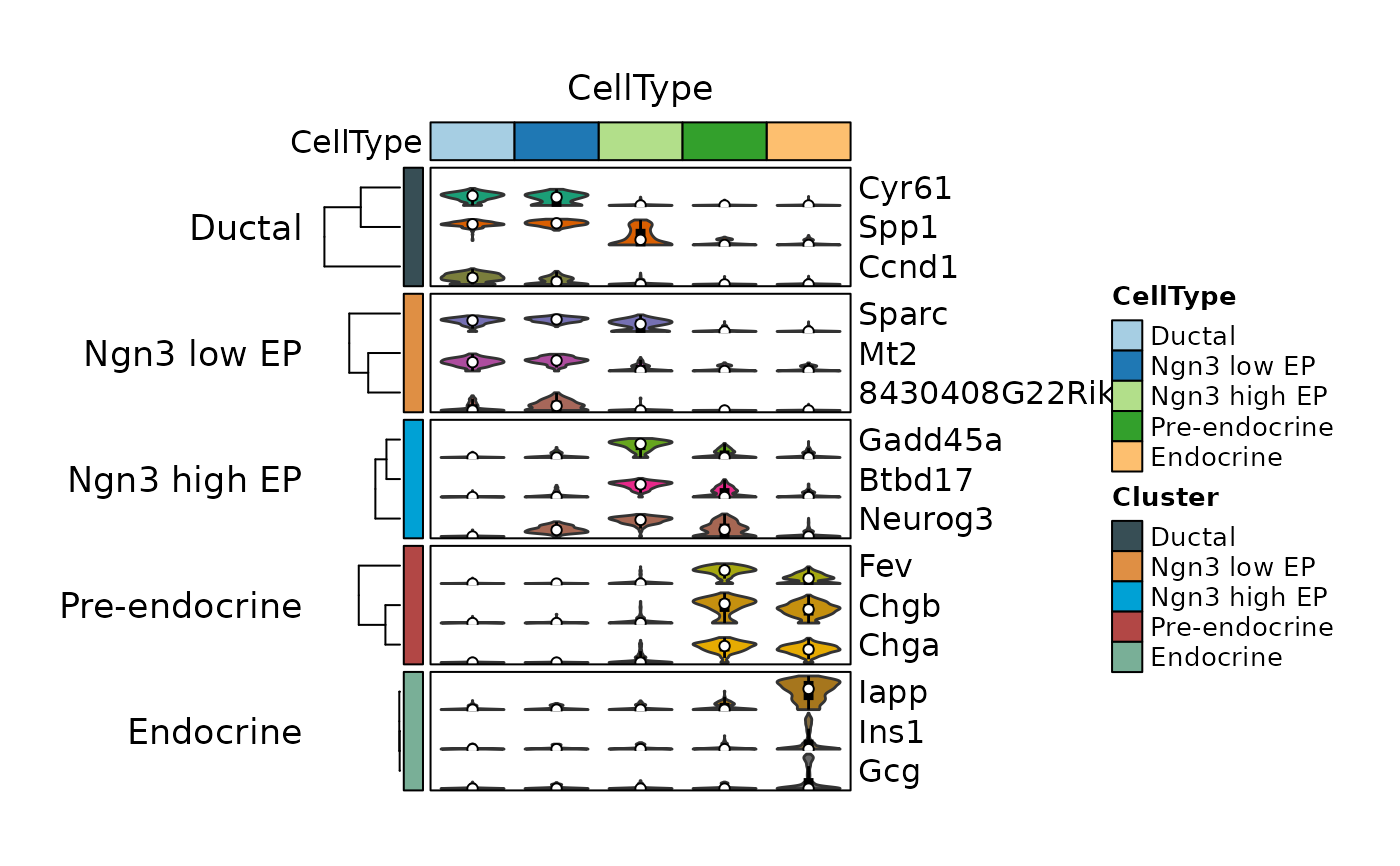 CellType
CellType
Ductal
Cyr61
Spp1
Ccnd1
Ngn3 low EP
Sparc
Mt2
8430408G22Rik
Ngn3 high EP
Gadd45a
Btbd17
Neurog3
Pre-endocrine
Fev
Chgb
Chga
Endocrine
Iapp
Ins1
Gcg
CellType
Ductal
Ngn3 low EP
Ngn3 high EP
Pre-endocrine
Endocrine
Cluster
Ductal
Ngn3 low EP
Ngn3 high EP
Pre-endocrine
Endocrine